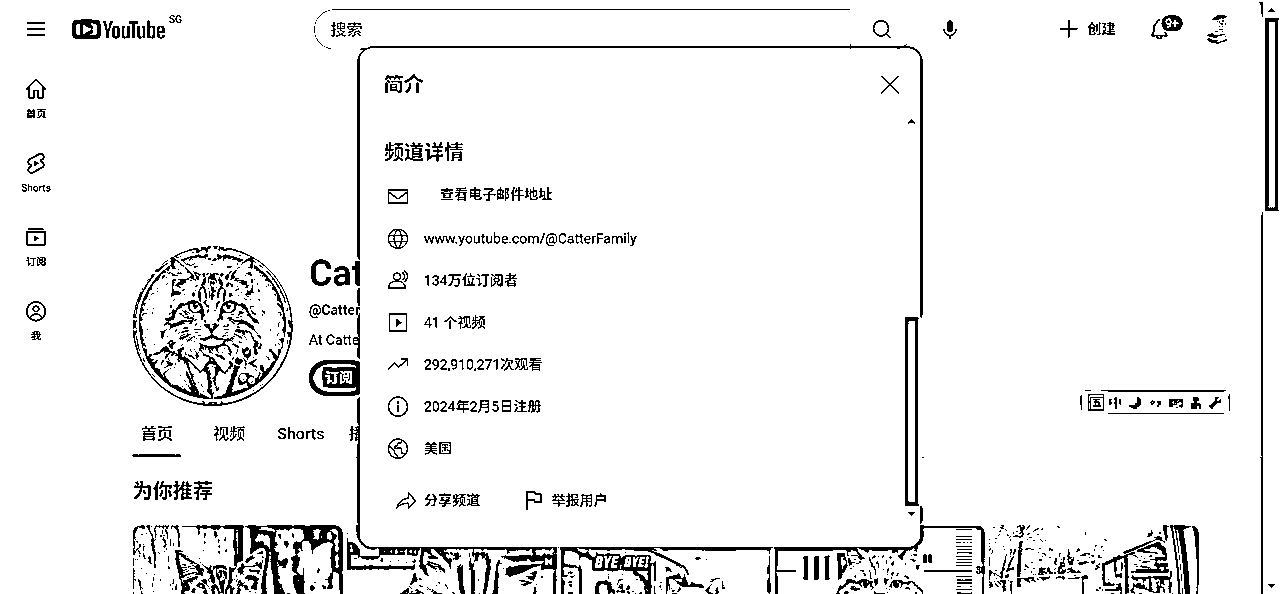 YouTube SG
搜索
创建
9+
首页
Shorts
订阅
我
简介
频道详情
查看电子邮件地址
www.youtube.com/@CatterFamily
134万位订阅者
41 个视频
292,910,271次观看
2024年2月5日注册
美国
分享频道
举报用户
Cat
@Catter
At Catte
订阅
首页
视频
Shorts
为你推荐
BYE BYE!
五 中